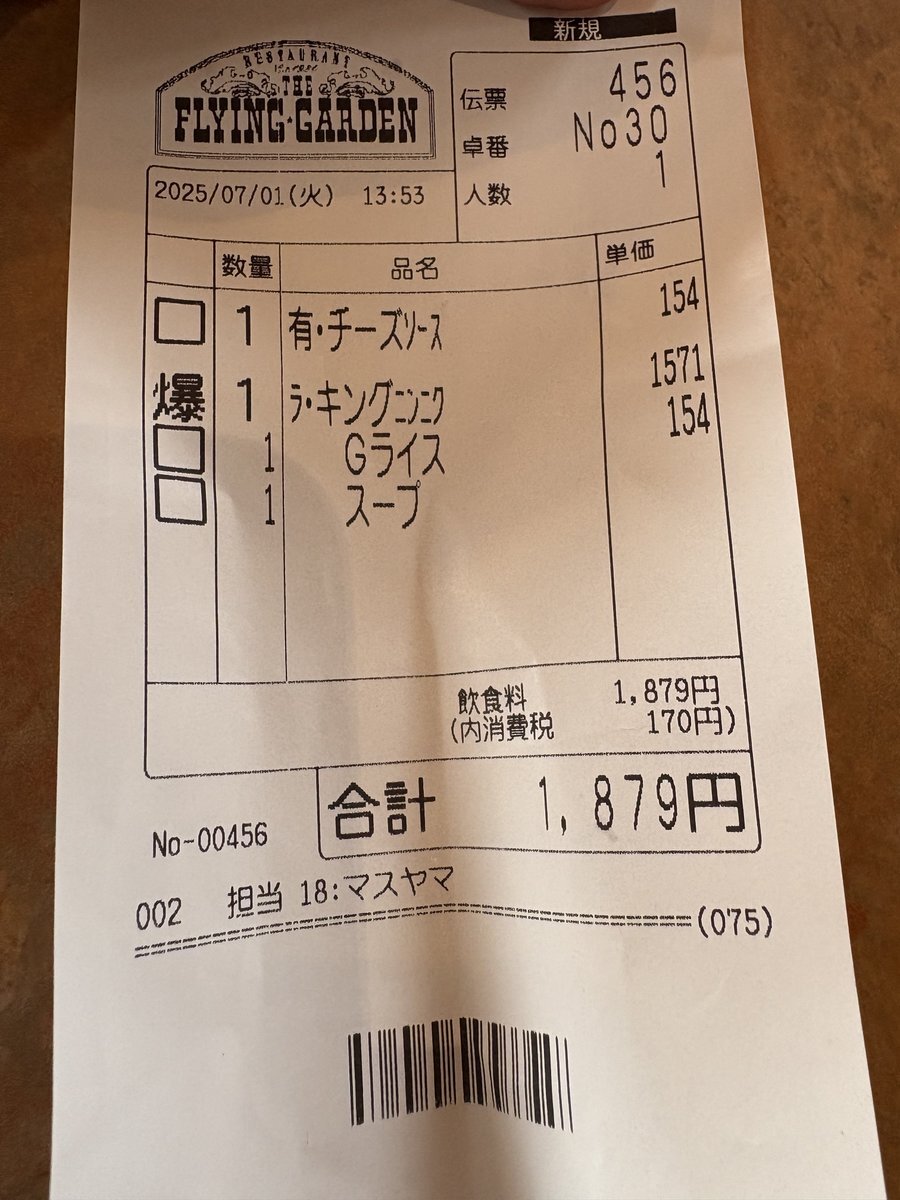 新規
RESTAURANT
THE
FLYING GARDEN
伝票 456
卓番 No30
人数 1
2025/07/01(火) 13:53
数量 品名 単価
1 有・チーズソース 154
爆 1 ラ・キングニンニク 1571
1 Gライス 154
1 スープ
飲食料 1,879円
(内消費税 170円)
合計 1,879円
No-00456
002 担当 18:マスヤマ
(075)